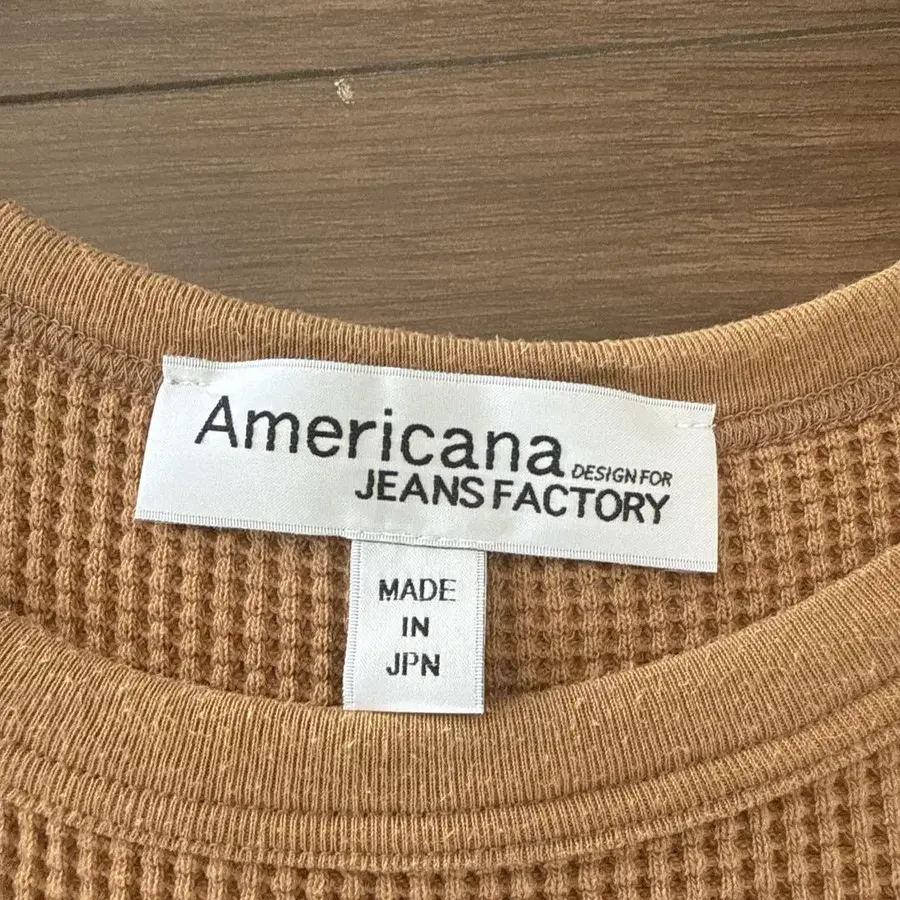 Americana
DESIGN FOR
JEANS FACTORY
MADE
IN
JPN